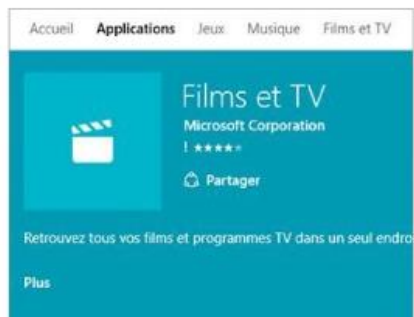 Accueil Applications Jeux Musique Films et TV
Films et TV
Microsoft Corporation
! ★★★★★
Partager
Retrouvez tous vos films et programmes TV dans un seul endro
Plus